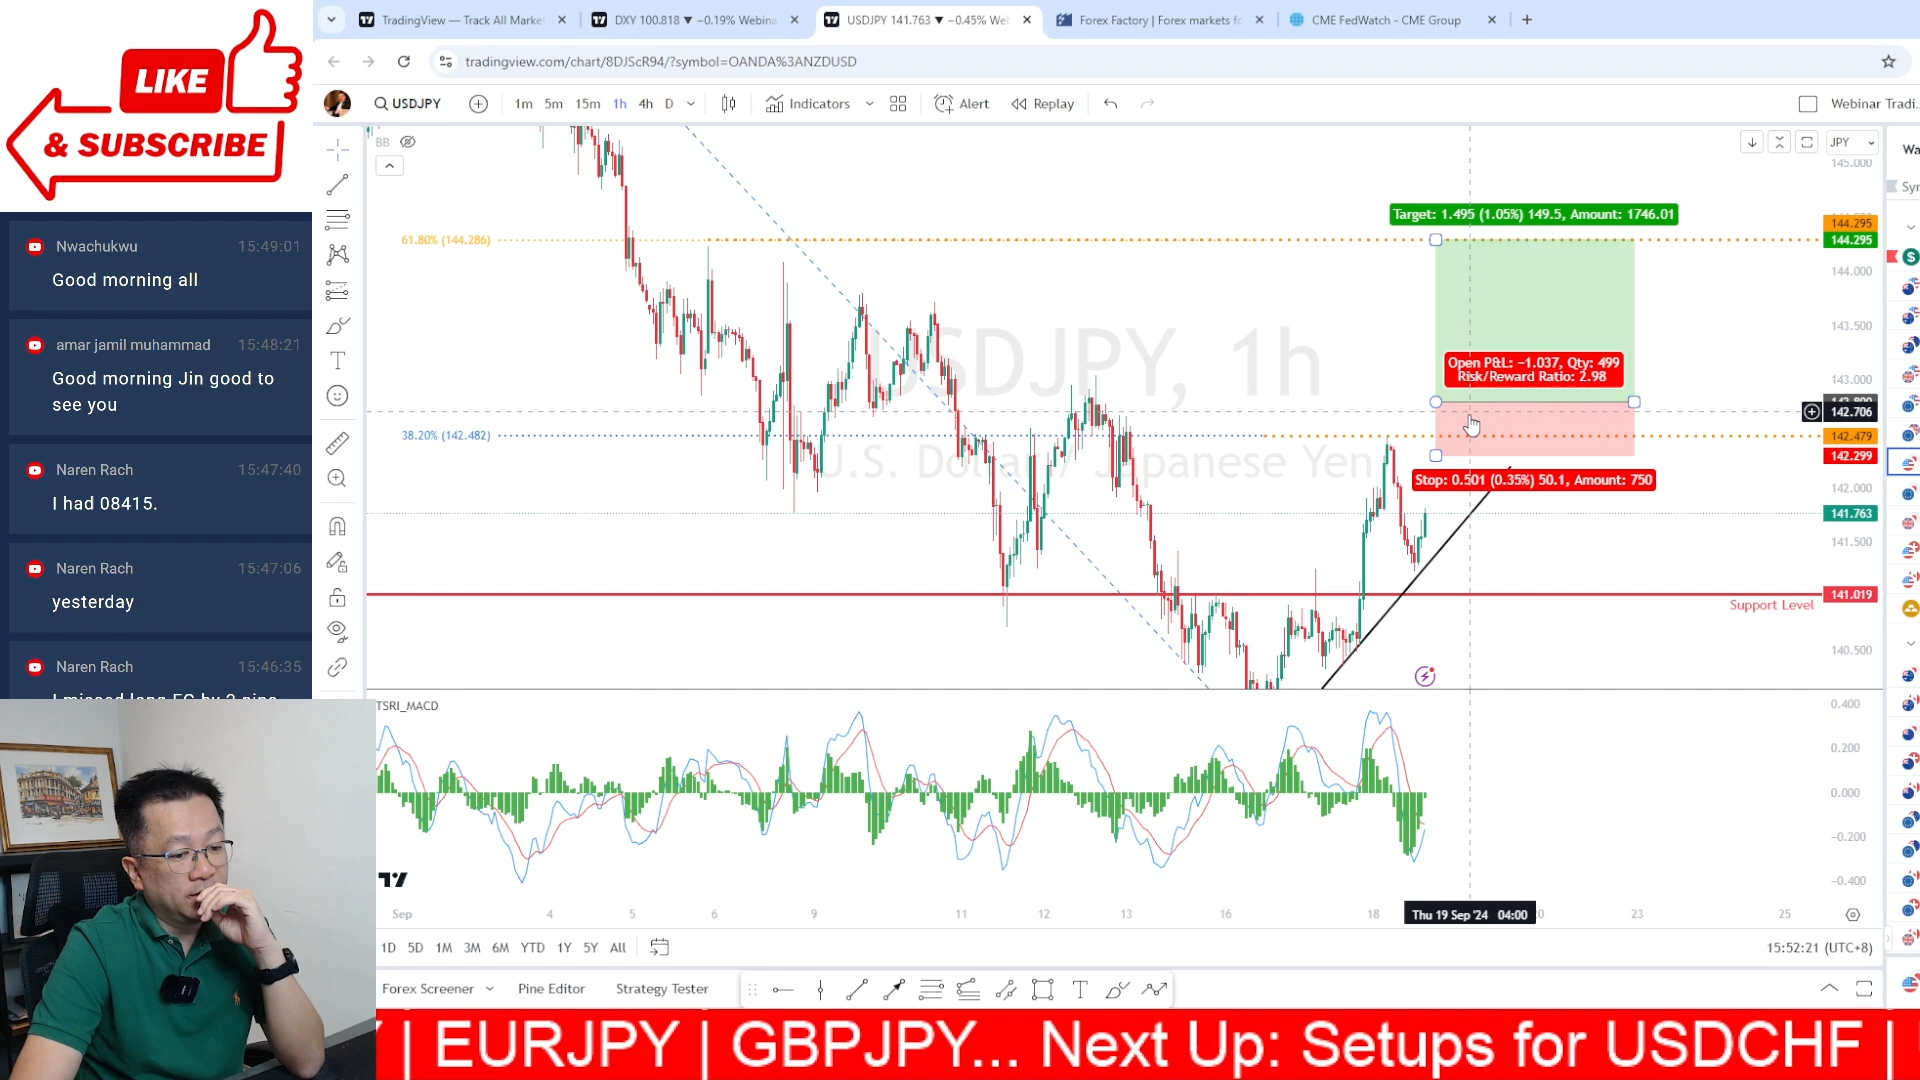 LIKE
& SUBSCRIBE
TradingView — Track All Marke
DXY 100.818 ▼ −0.19% Webina
USDJPY 141.763 ▼ −0.45% We
Forex Factory | Forex markets fo
CME FedWatch - CME Group
tradingview.com/chart/8DJScR94/?symbol=OANDA%3ANZDUSD
USDJPY
1m 5m 15m 1h 4h D
Indicators
Alert
Replay
Webinar Tradi...
BB
JPY
Wa
Syn
145.000
Nwachukwu 15:49:01
Good morning all
amar jamil muhammad 15:48:21
Good morning Jin good to
see you
Naren Rach 15:47:40
I had 08415.
Naren Rach 15:47:06
yesterday
Naren Rach 15:46:35
Target: 1.495 (1.05%) 149.5, Amount: 1746.01
144.295
61.80% (144.286)
144.295
144.000
143.500
USDJPY, 1h
Open P&L: −1.037, Qty: 499
Risk/Reward Ratio: 2.98
143.000
142.706
38.20% (142.482)
142.479
U.S. Dollar / Japanese Yen
142.299
Stop: 0.501 (0.35%) 50.1, Amount: 750
142.000
141.763
141.500
141.019
Support Level
140.500
TSRI_MACD
0.400
0.200
0.000
−0.200
−0.400
Sep 4 5 6 9 11 12 13 16 18 Thu 19 Sep '24 04:00 20 23 25
1D 5D 1M 3M 6M YTD 1Y 5Y All
15:52:21 (UTC+8)
Forex Screener
Pine Editor
Strategy Tester
| EURJPY | GBPJPY... Next Up: Setups for USDCHF |